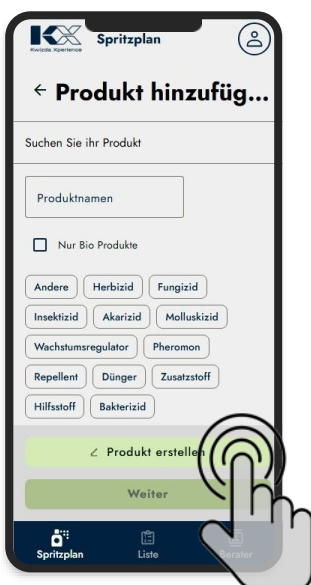 KX
Kwizda Xperience
Spritzplan
← Produkt hinzufüg...
Suchen Sie ihr Produkt
Produktnamen
Nur Bio Produkte
Andere Herbizid Fungizid
Insektizid Akarizid Molluskizid
Wachstumsregulator Pheromon
Repellent Dünger Zusatzstoff
Hilfsstoff Bakterizid
Produkt erstellen
Weiter
Spritzplan Liste Berater